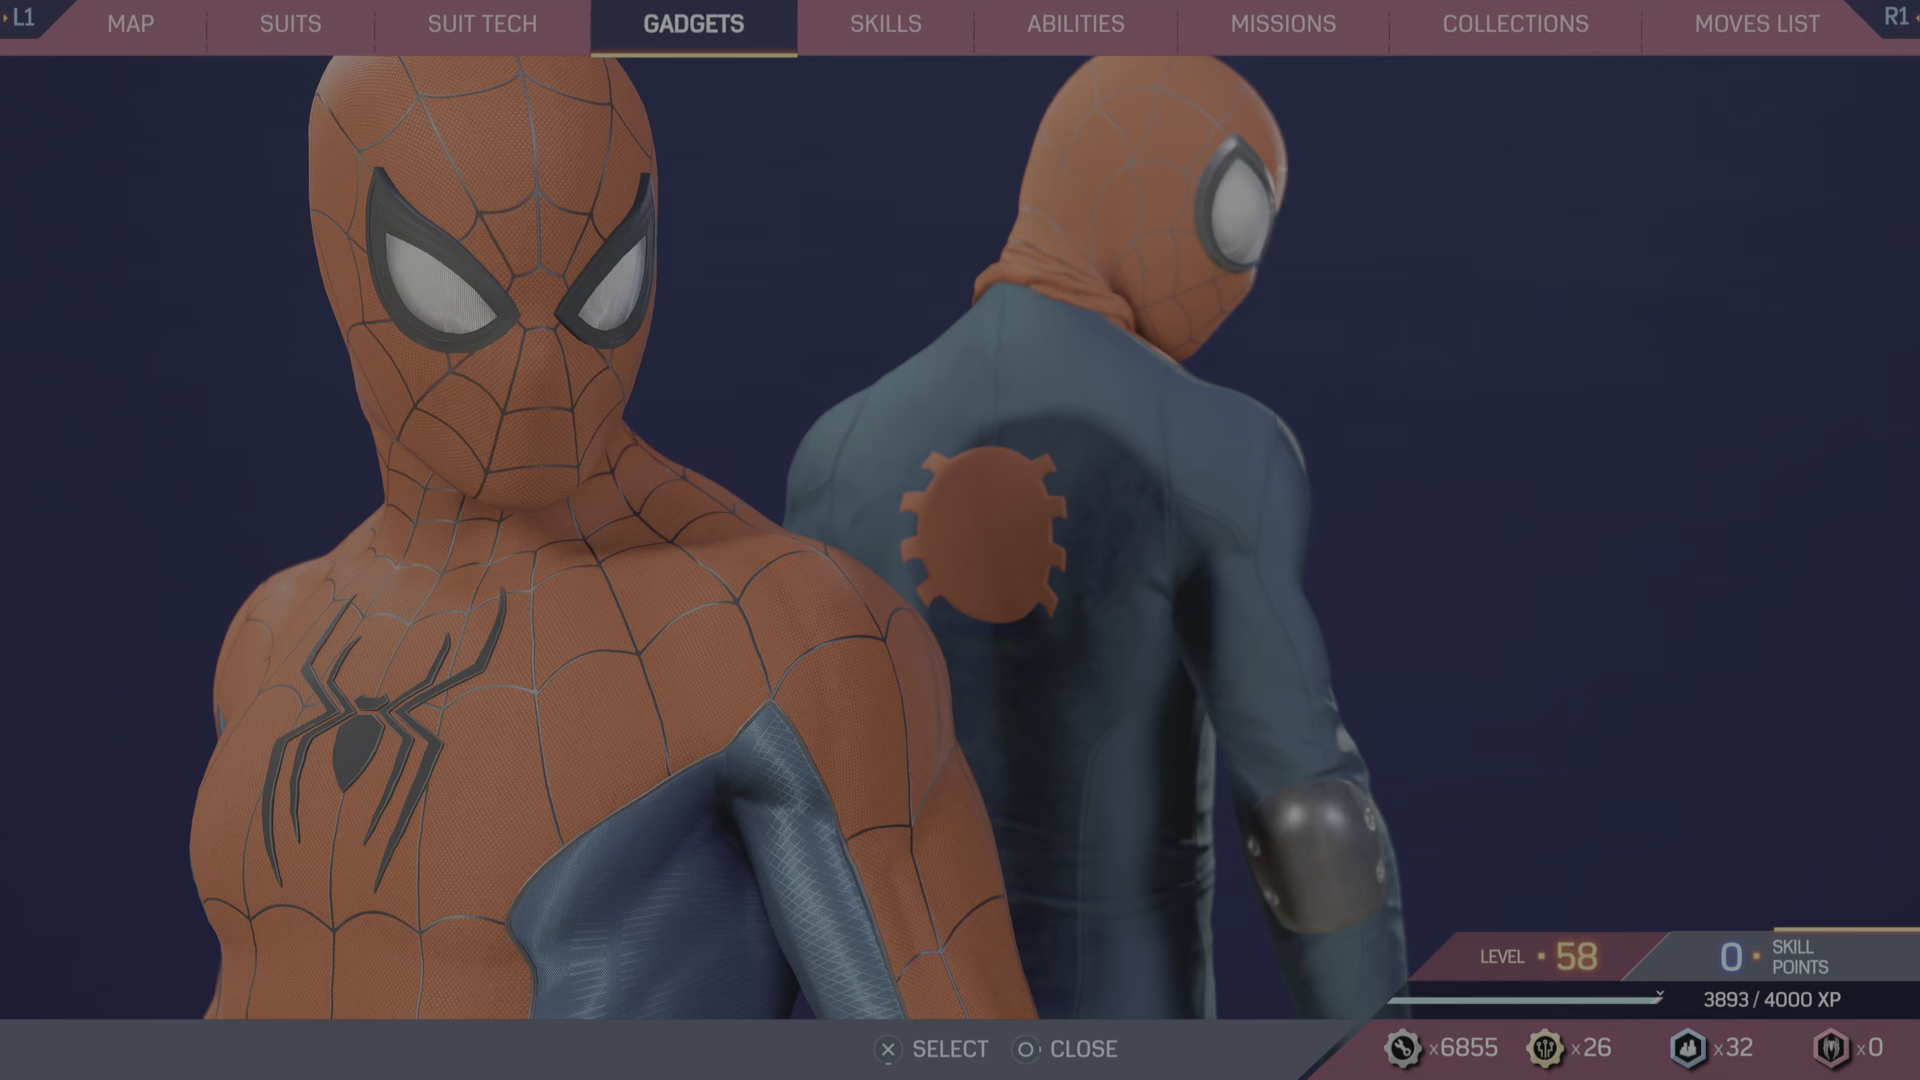 L1
MAP
SUITS
SUIT TECH
GADGETS
SKILLS
ABILITIES
MISSIONS
COLLECTIONS
MOVES LIST
R1
LEVEL 58
0 SKILL
POINTS
3893 / 4000 XP
SELECT
CLOSE
x6855
x26
x32
x0